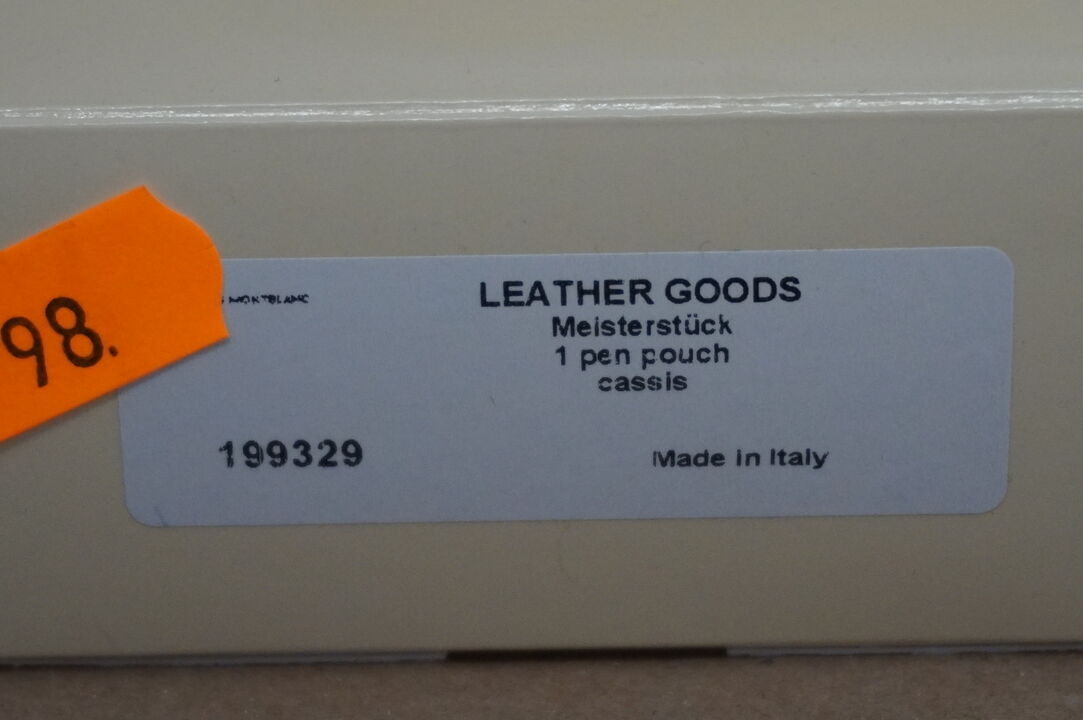 98.
MONTBLANC
LEATHER GOODS
Meisterstück
1 pen pouch
cassis
199329
Made in Italy